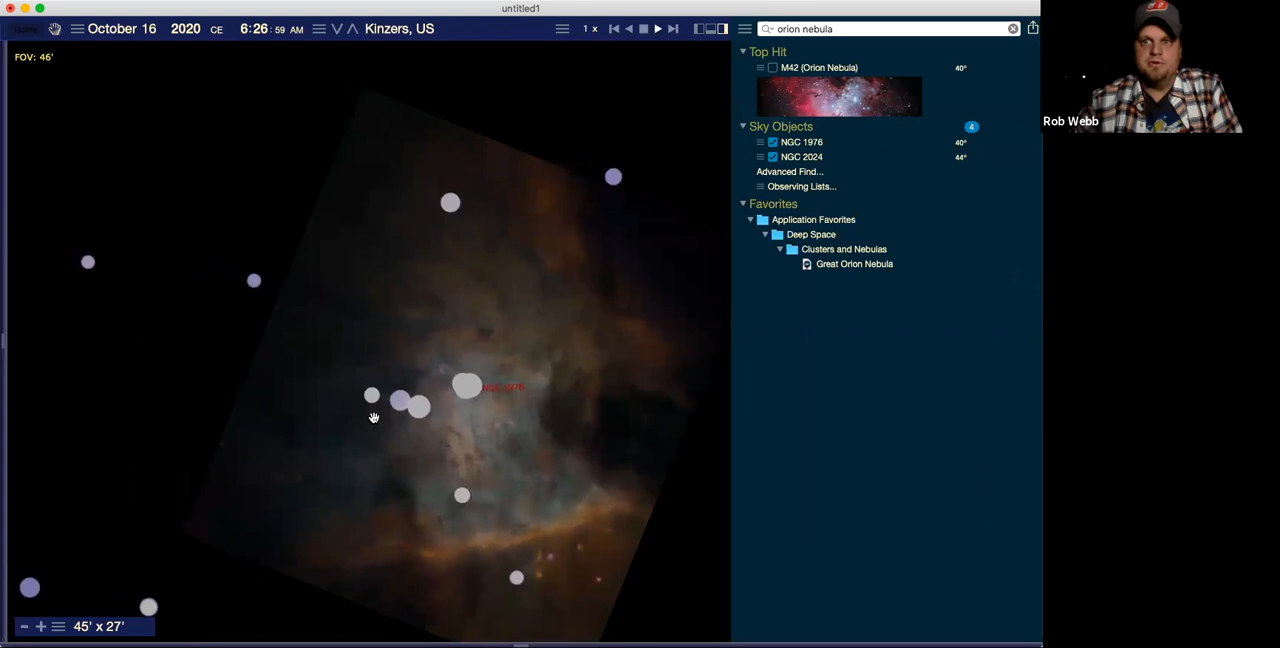 untitled1
October 16 2020 CE 6:26:59 AM Kinzers, US 1 x orion nebula
FOV: 46'
Top Hit
M42 (Orion Nebula) 40°
Rob Webb
Sky Objects 4
NGC 1976 40°
NGC 2024 44°
Advanced Find...
Observing Lists...
Favorites
Application Favorites
Deep Space
Clusters and Nebulas
Great Orion Nebula
NGC 1976
45' x 27'